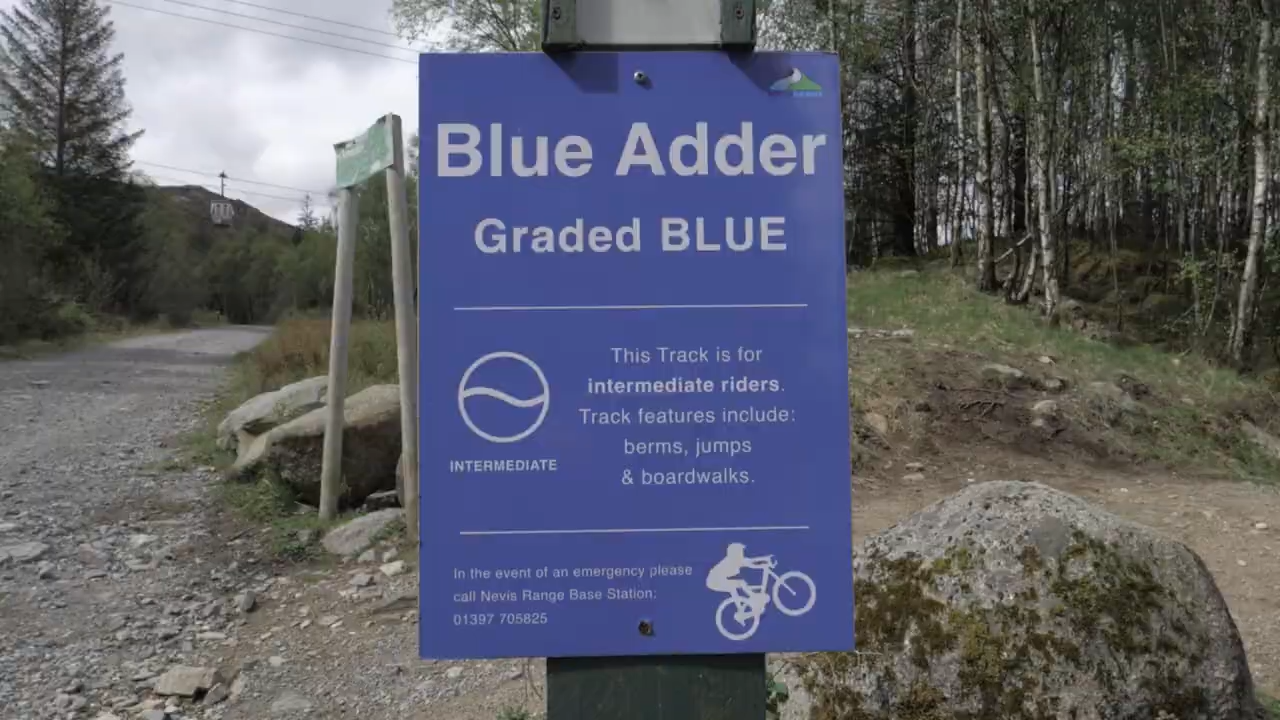 Blue Adder
Graded BLUE
This Track is for
intermediate riders.
Track features include:
berms, jumps
& boardwalks.
INTERMEDIATE
In the event of an emergency please
call Nevis Range Base Station:
01397 705825